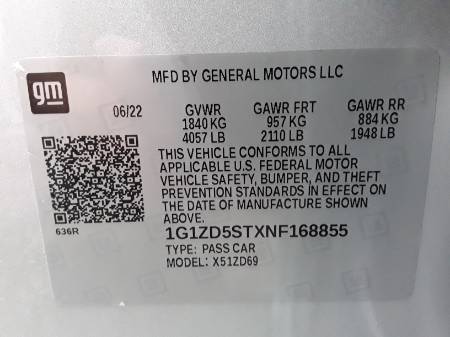 gm
MFD BY GENERAL MOTORS LLC
06/22 GVWR GAWR FRT GAWR RR
1840 KG 957 KG 884 KG
4057 LB 2110 LB 1948 LB
THIS VEHICLE CONFORMS TO ALL
APPLICABLE U.S. FEDERAL MOTOR
VEHICLE SAFETY, BUMPER, AND THEFT
PREVENTION STANDARDS IN EFFECT ON
THE DATE OF MANUFACTURE SHOWN
ABOVE.
636R
1G1ZD5STXNF168855
TYPE: PASS CAR
MODEL: X51ZD69